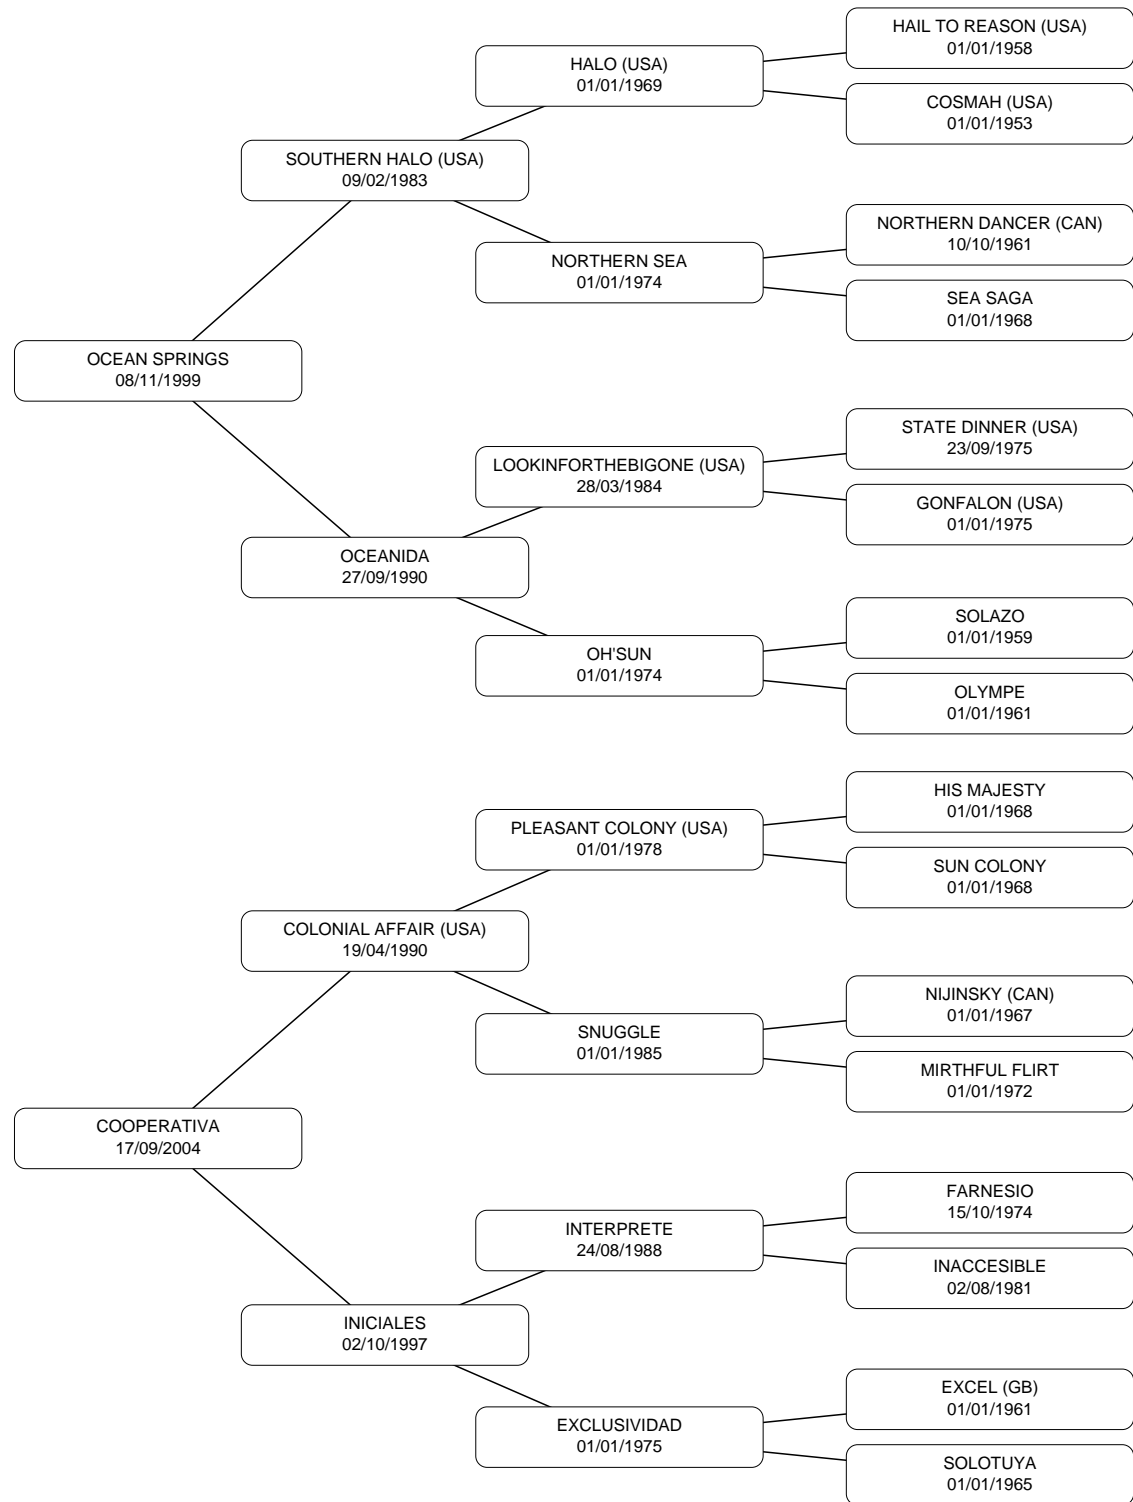 HAIL TO REASON (USA)
01/01/1958
HALO (USA)
01/01/1969
COSMAH (USA)
01/01/1953
SOUTHERN HALO (USA)
09/02/1983
NORTHERN DANCER (CAN)
10/10/1961
NORTHERN SEA
01/01/1974
SEA SAGA
01/01/1968
OCEAN SPRINGS
08/11/1999
STATE DINNER (USA)
23/09/1975
LOOKINFORTHEBIGONE (USA)
28/03/1984
GONFALON (USA)
01/01/1975
OCEANIDA
27/09/1990
SOLAZO
01/01/1959
OH'SUN
01/01/1974
OLYMPE
01/01/1961
HIS MAJESTY
01/01/1968
PLEASANT COLONY (USA)
01/01/1978
SUN COLONY
01/01/1968
COLONIAL AFFAIR (USA)
19/04/1990
NIJINSKY (CAN)
01/01/1967
SNUGGLE
01/01/1985
MIRTHFUL FLIRT
01/01/1972
COOPERATIVA
17/09/2004
FARNESIO
15/10/1974
INTERPRETE
24/08/1988
INACCESIBLE
02/08/1981
INICIALES
02/10/1997
EXCEL (GB)
01/01/1961
EXCLUSIVIDAD
01/01/1975
SOLOTUYA
01/01/1965